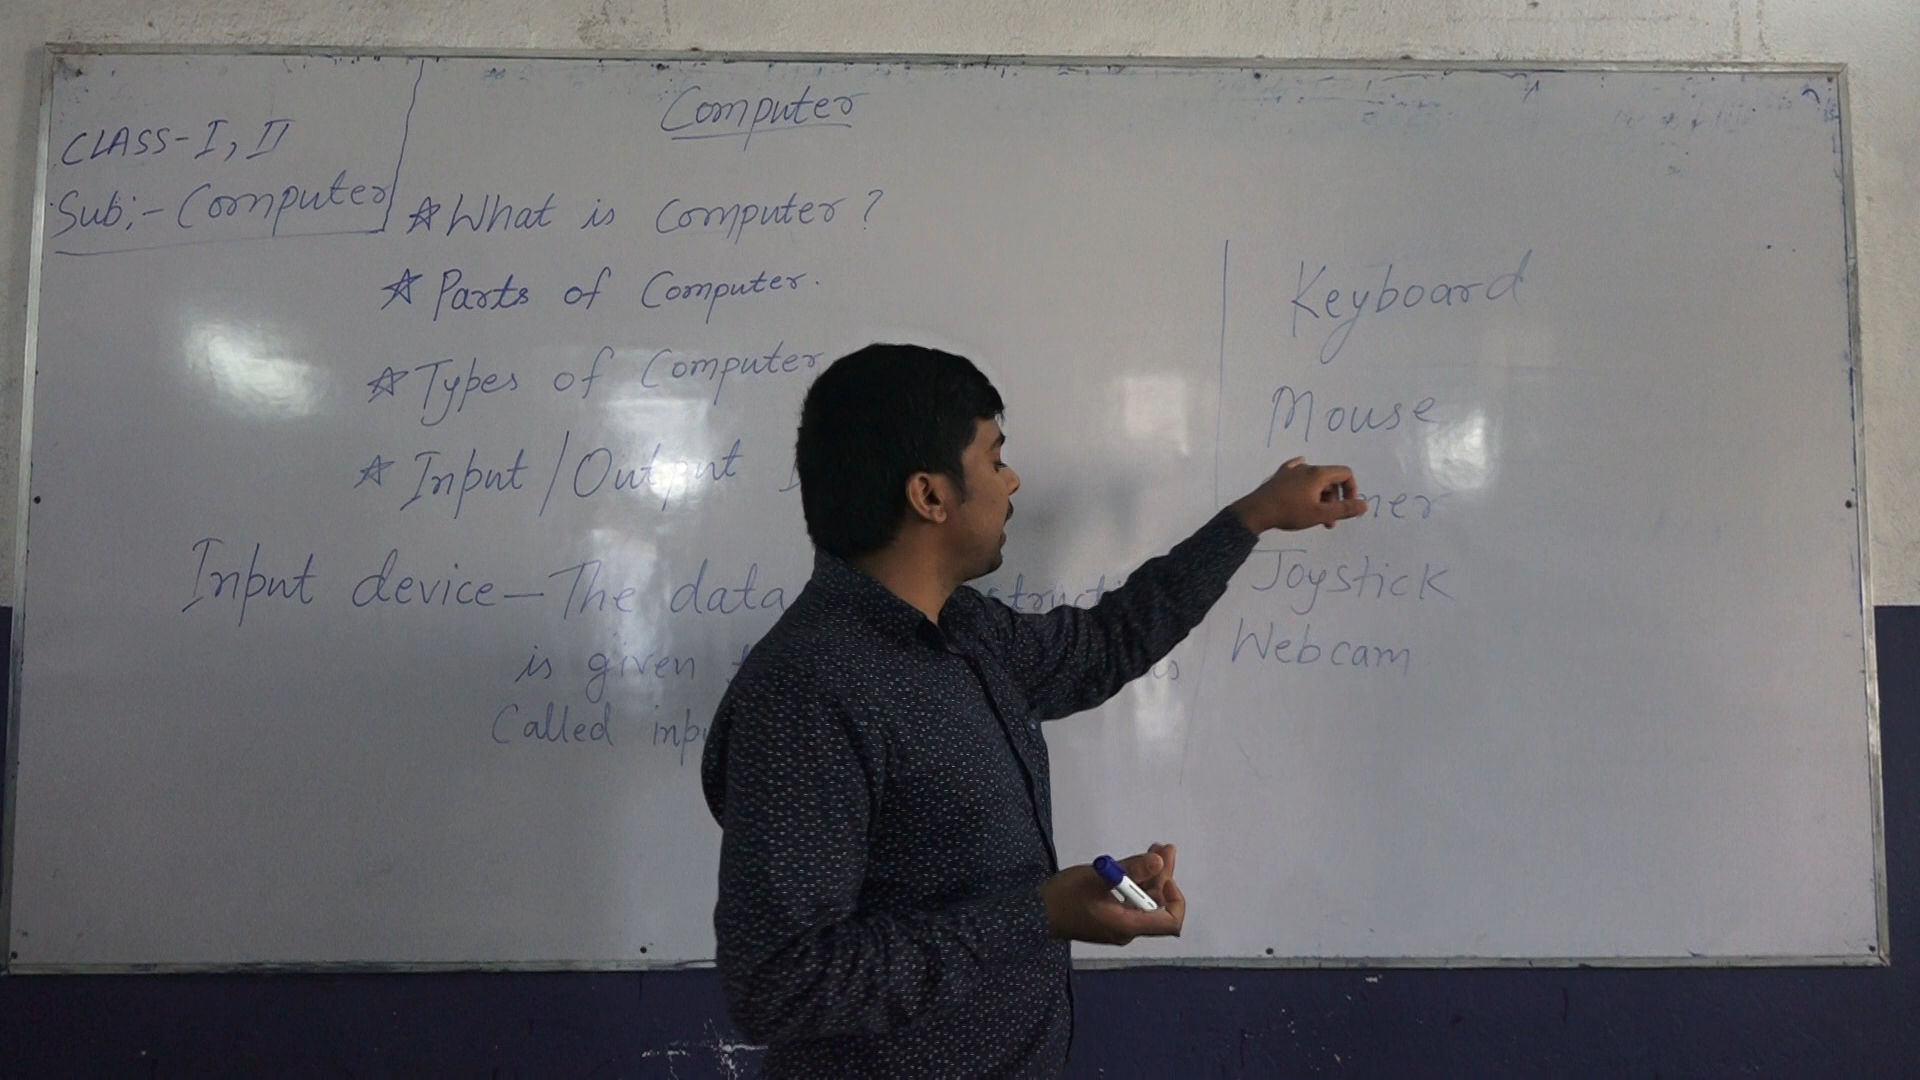 Computer
CLASS-I, II
Sub:- Computer
☆ What is Computer?
☆ Parts of Computer.
☆ Types of Computer
☆ Input/Output
Input device - The data
is given
Called
Keyboard
Mouse
Joystick
Webcam